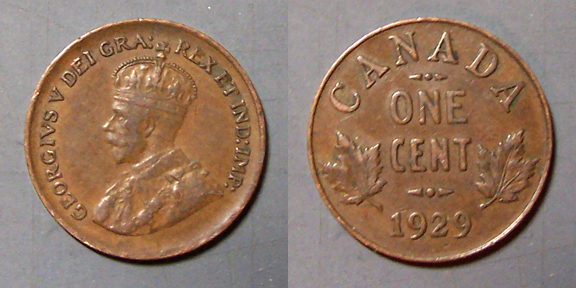 GEORGIVS V DEI GRA: REX ET IND: IMP:
CANADA
ONE
CENT
1929